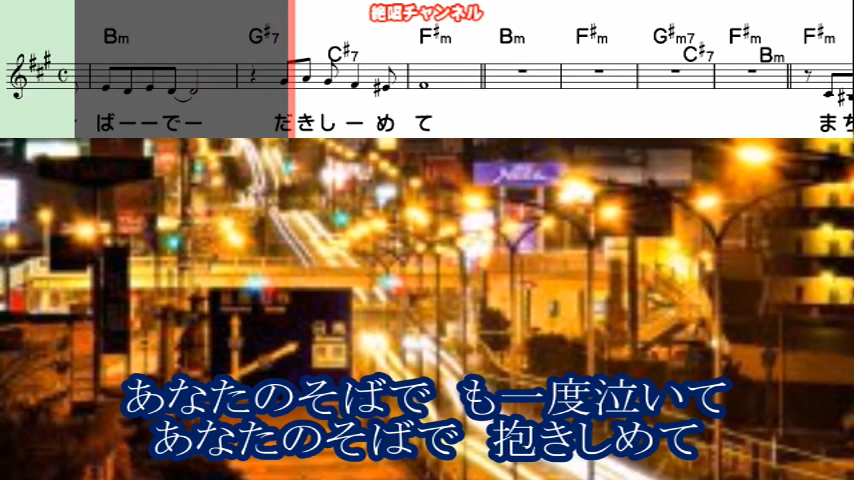 絶唱チャンネル
Bm G#7 C#7 F#m Bm F#m G#m7 C#7 F#m Bm F#m
ばーーでー だきしーめて まち
あなたのそばで も一度泣いて
あなたのそばで 抱きしめて